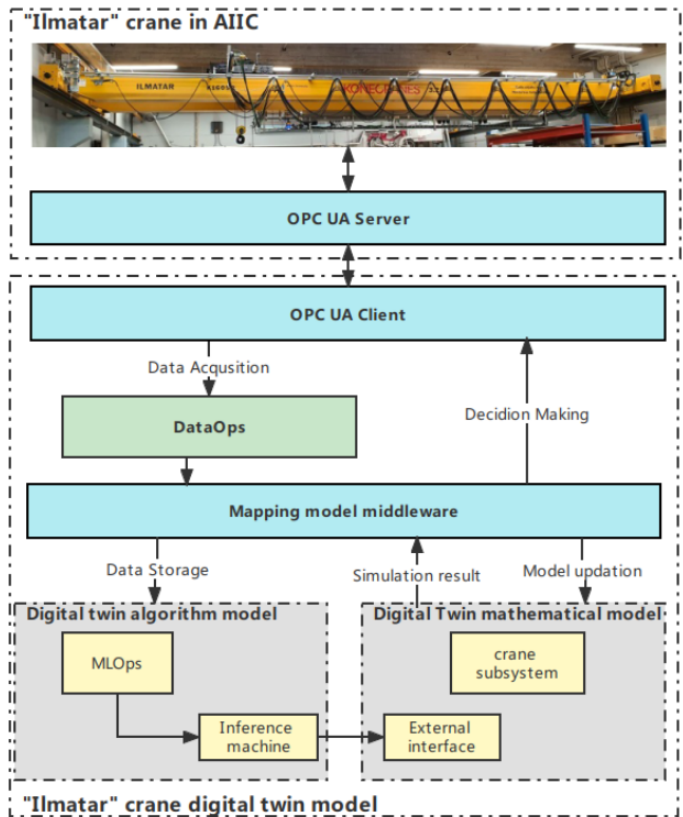 "Ilmatar" crane in AIIC
ILMATAR
KONECRANES
OPC UA Server
OPC UA Client
Data Acqusition
DataOps
Decidion Making
Mapping model middleware
Data Storage
Simulation result
Model updation
Digital twin algorithm model
Digital Twin mathematical model
MLOps
crane
subsystem
Inference
machine
External
interface
"Ilmatar" crane digital twin model